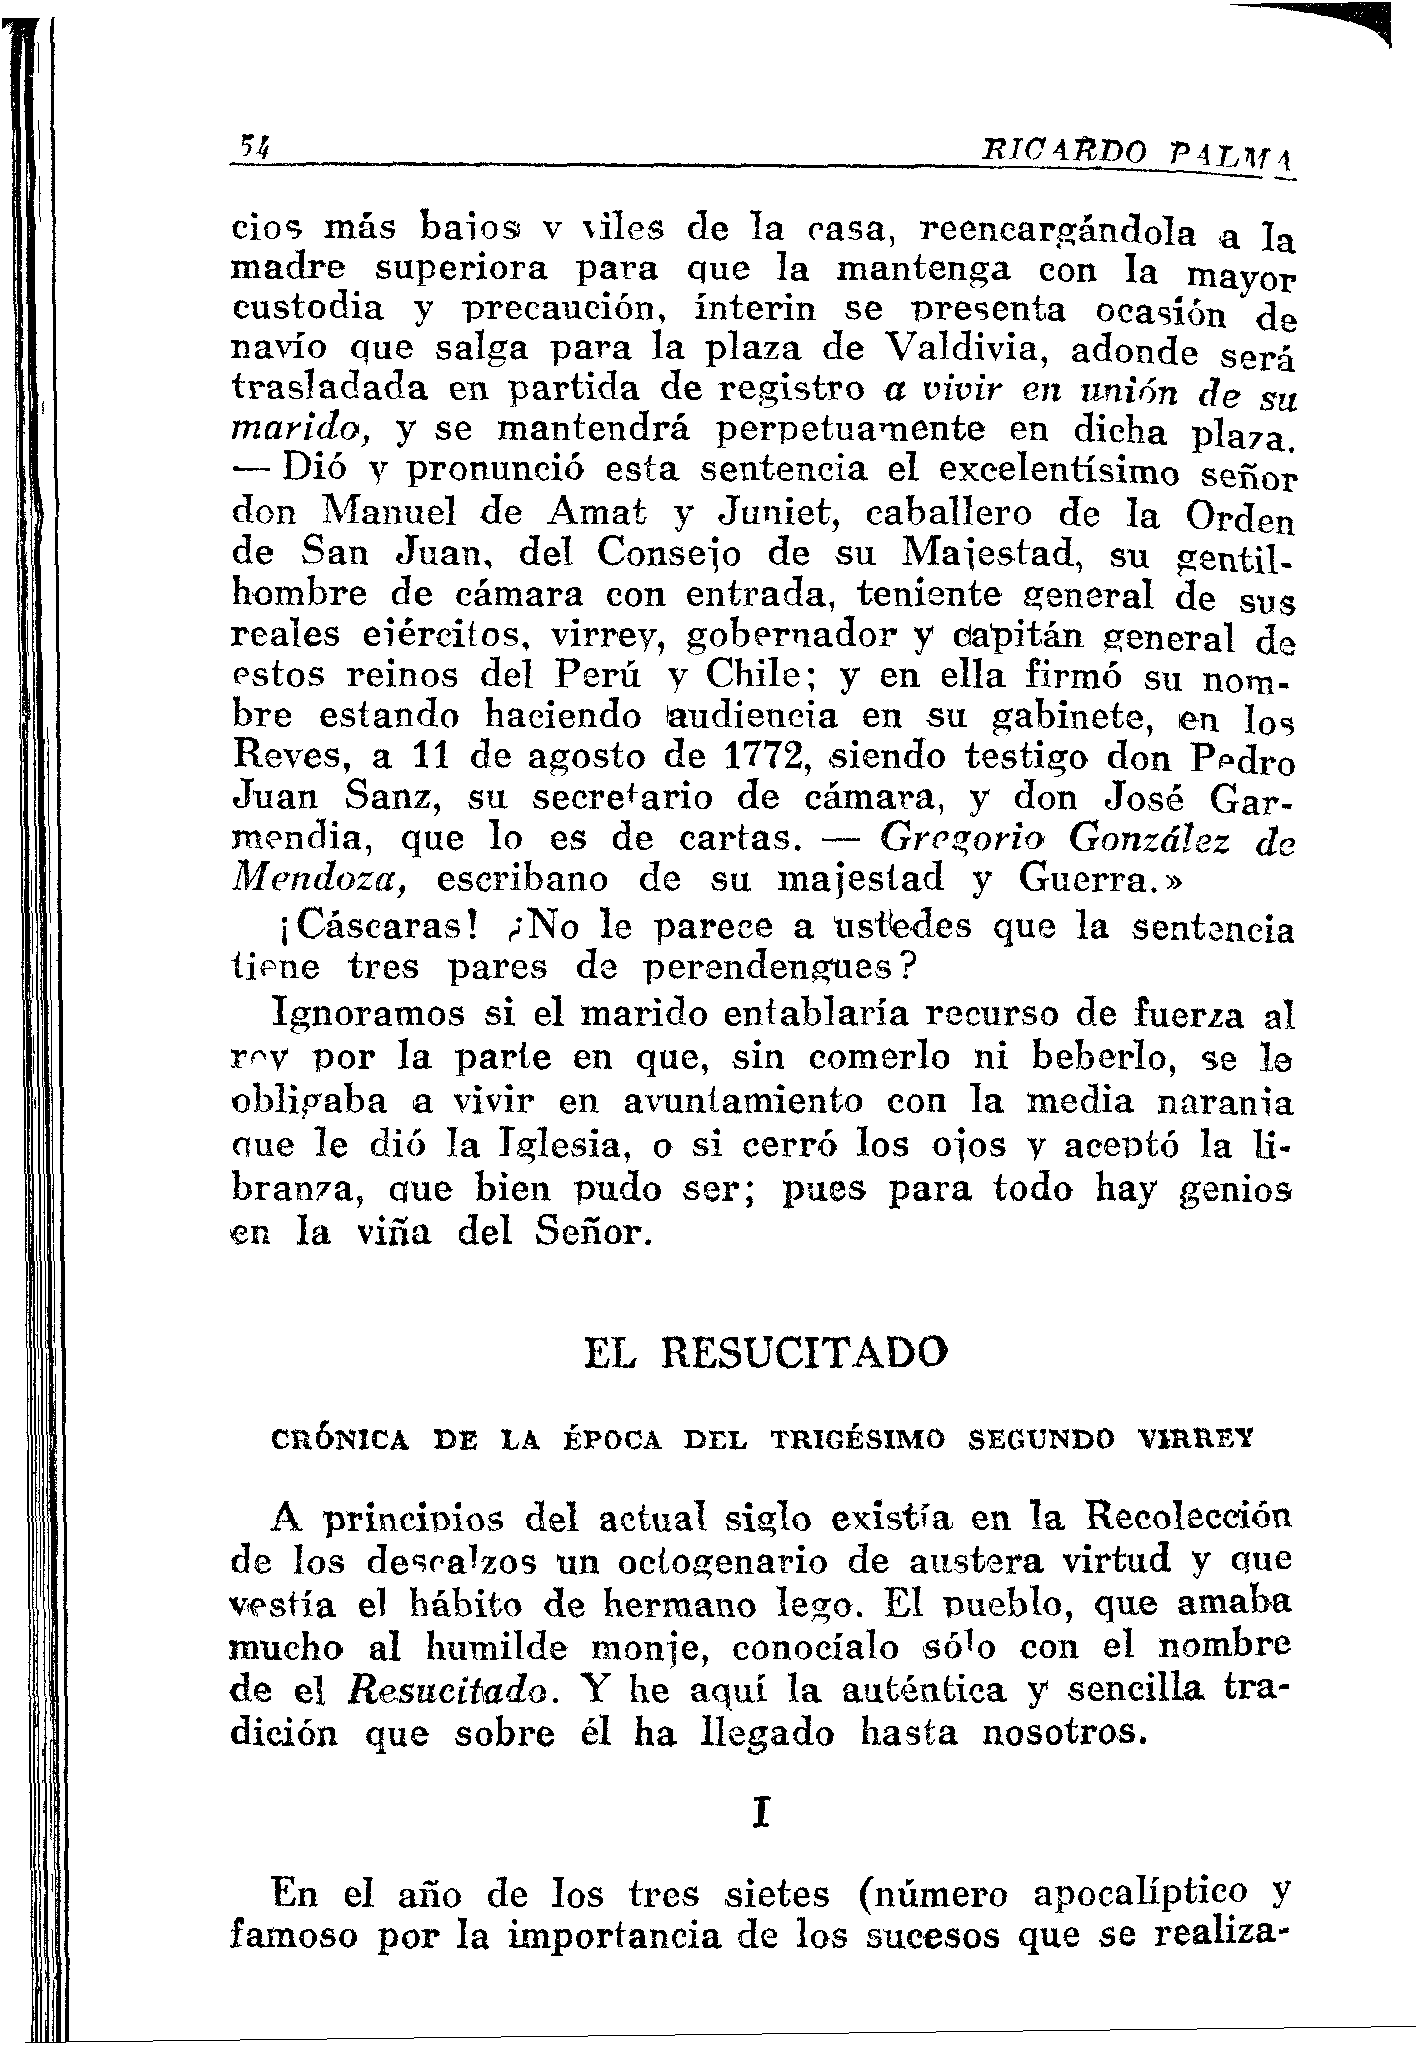 54 RICARDO PALMA
cios más bajos y viles de la casa, reencargándola a la
madre superiora para que la mantenga con la mayor
custodia y precaución, ínterin se presenta ocasión de
navío que salga para la plaza de Valdivia, adonde será
trasladada en partida de registro a vivir en unión de su
marido, y se mantendrá perpetuamente en dicha plaza.
— Dió y pronunció esta sentencia el excelentísimo señor
don Manuel de Amat y Juniet, caballero de la Orden
de San Juan, del Consejo de su Majestad, su gentil-
hombre de cámara con entrada, teniente general de sus
reales ejércitos, virrey, gobernador y capitán general de
estos reinos del Perú y Chile; y en ella firmó su nom-
bre estando haciendo audiencia en su gabinete, en los
Reyes, a 11 de agosto de 1772, siendo testigo don Pedro
Juan Sanz, su secretario de cámara, y don José Gar-
mendia, que lo es de cartas. — Gregorio González de
Mendoza, escribano de su majestad y Guerra.»
¡Cáscaras! ¿No le parece a ustedes que la sentencia
tiene tres pares de perendengues?
Ignoramos si el marido entablaría recurso de fuerza al
rey por la parte en que, sin comerlo ni beberlo, se le
obligaba a vivir en ayuntamiento con la media naranja
que le dió la Iglesia, o si cerró los ojos y aceptó la li-
branza, que bien pudo ser; pues para todo hay genios
en la viña del Señor.
EL RESUCITADO
CRÓNICA DE LA ÉPOCA DEL TRIGÉSIMO SEGUNDO VIRREY
A principios del actual siglo existía en la Recolección
de los descalzos un octogenario de austera virtud y que
vestía el hábito de hermano lego. El pueblo, que amaba
mucho al humilde monje, conocíalo sólo con el nombre
de el Resucitado. Y he aquí la auténtica y sencilla tra-
dición que sobre él ha llegado hasta nosotros.
I
En el año de los tres sietes (número apocalíptico y
famoso por la importancia de los sucesos que se realiza-